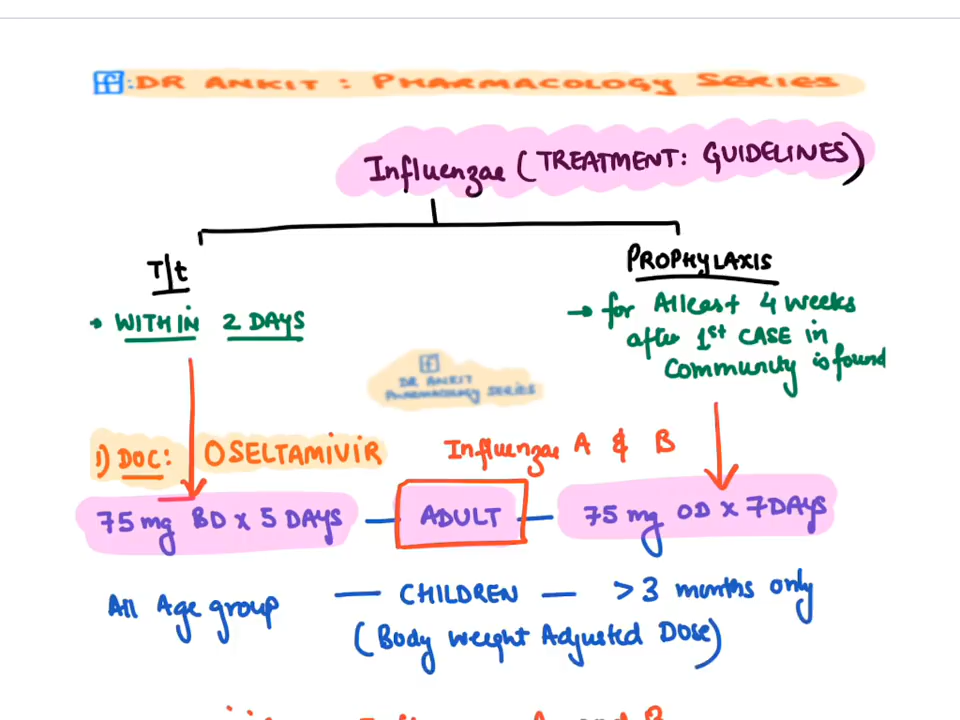 f: DR ANKIT : PHARMACOLOGY SERIES
Influenzae (TREATMENT: GUIDELINES)
T/t
PROPHYLAXIS
→ WITHIN 2 DAYS
→ for Atleast 4 weeks
after 1st CASE in
Community is found
f
DR ANKIT
PHARMACOLOGY SERIES
1) DOC: OSELTAMIVIR
Influenzae A & B
75 mg BD x 5 DAYS — ADULT — 75 mg OD x 7 DAYS
All Age group — CHILDREN — > 3 months only
(Body weight Adjusted Dose)